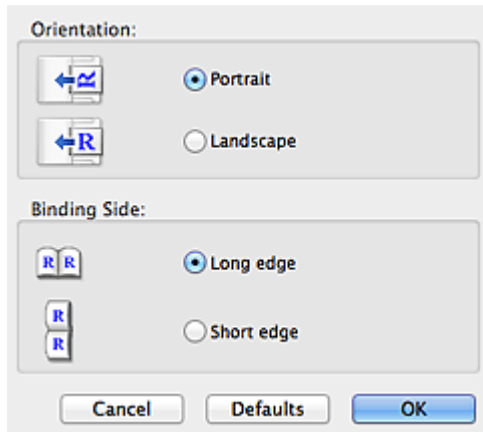 Orientation:
R Portrait
R Landscape
Binding Side:
R R Long edge
R
R Short edge
Cancel Defaults OK